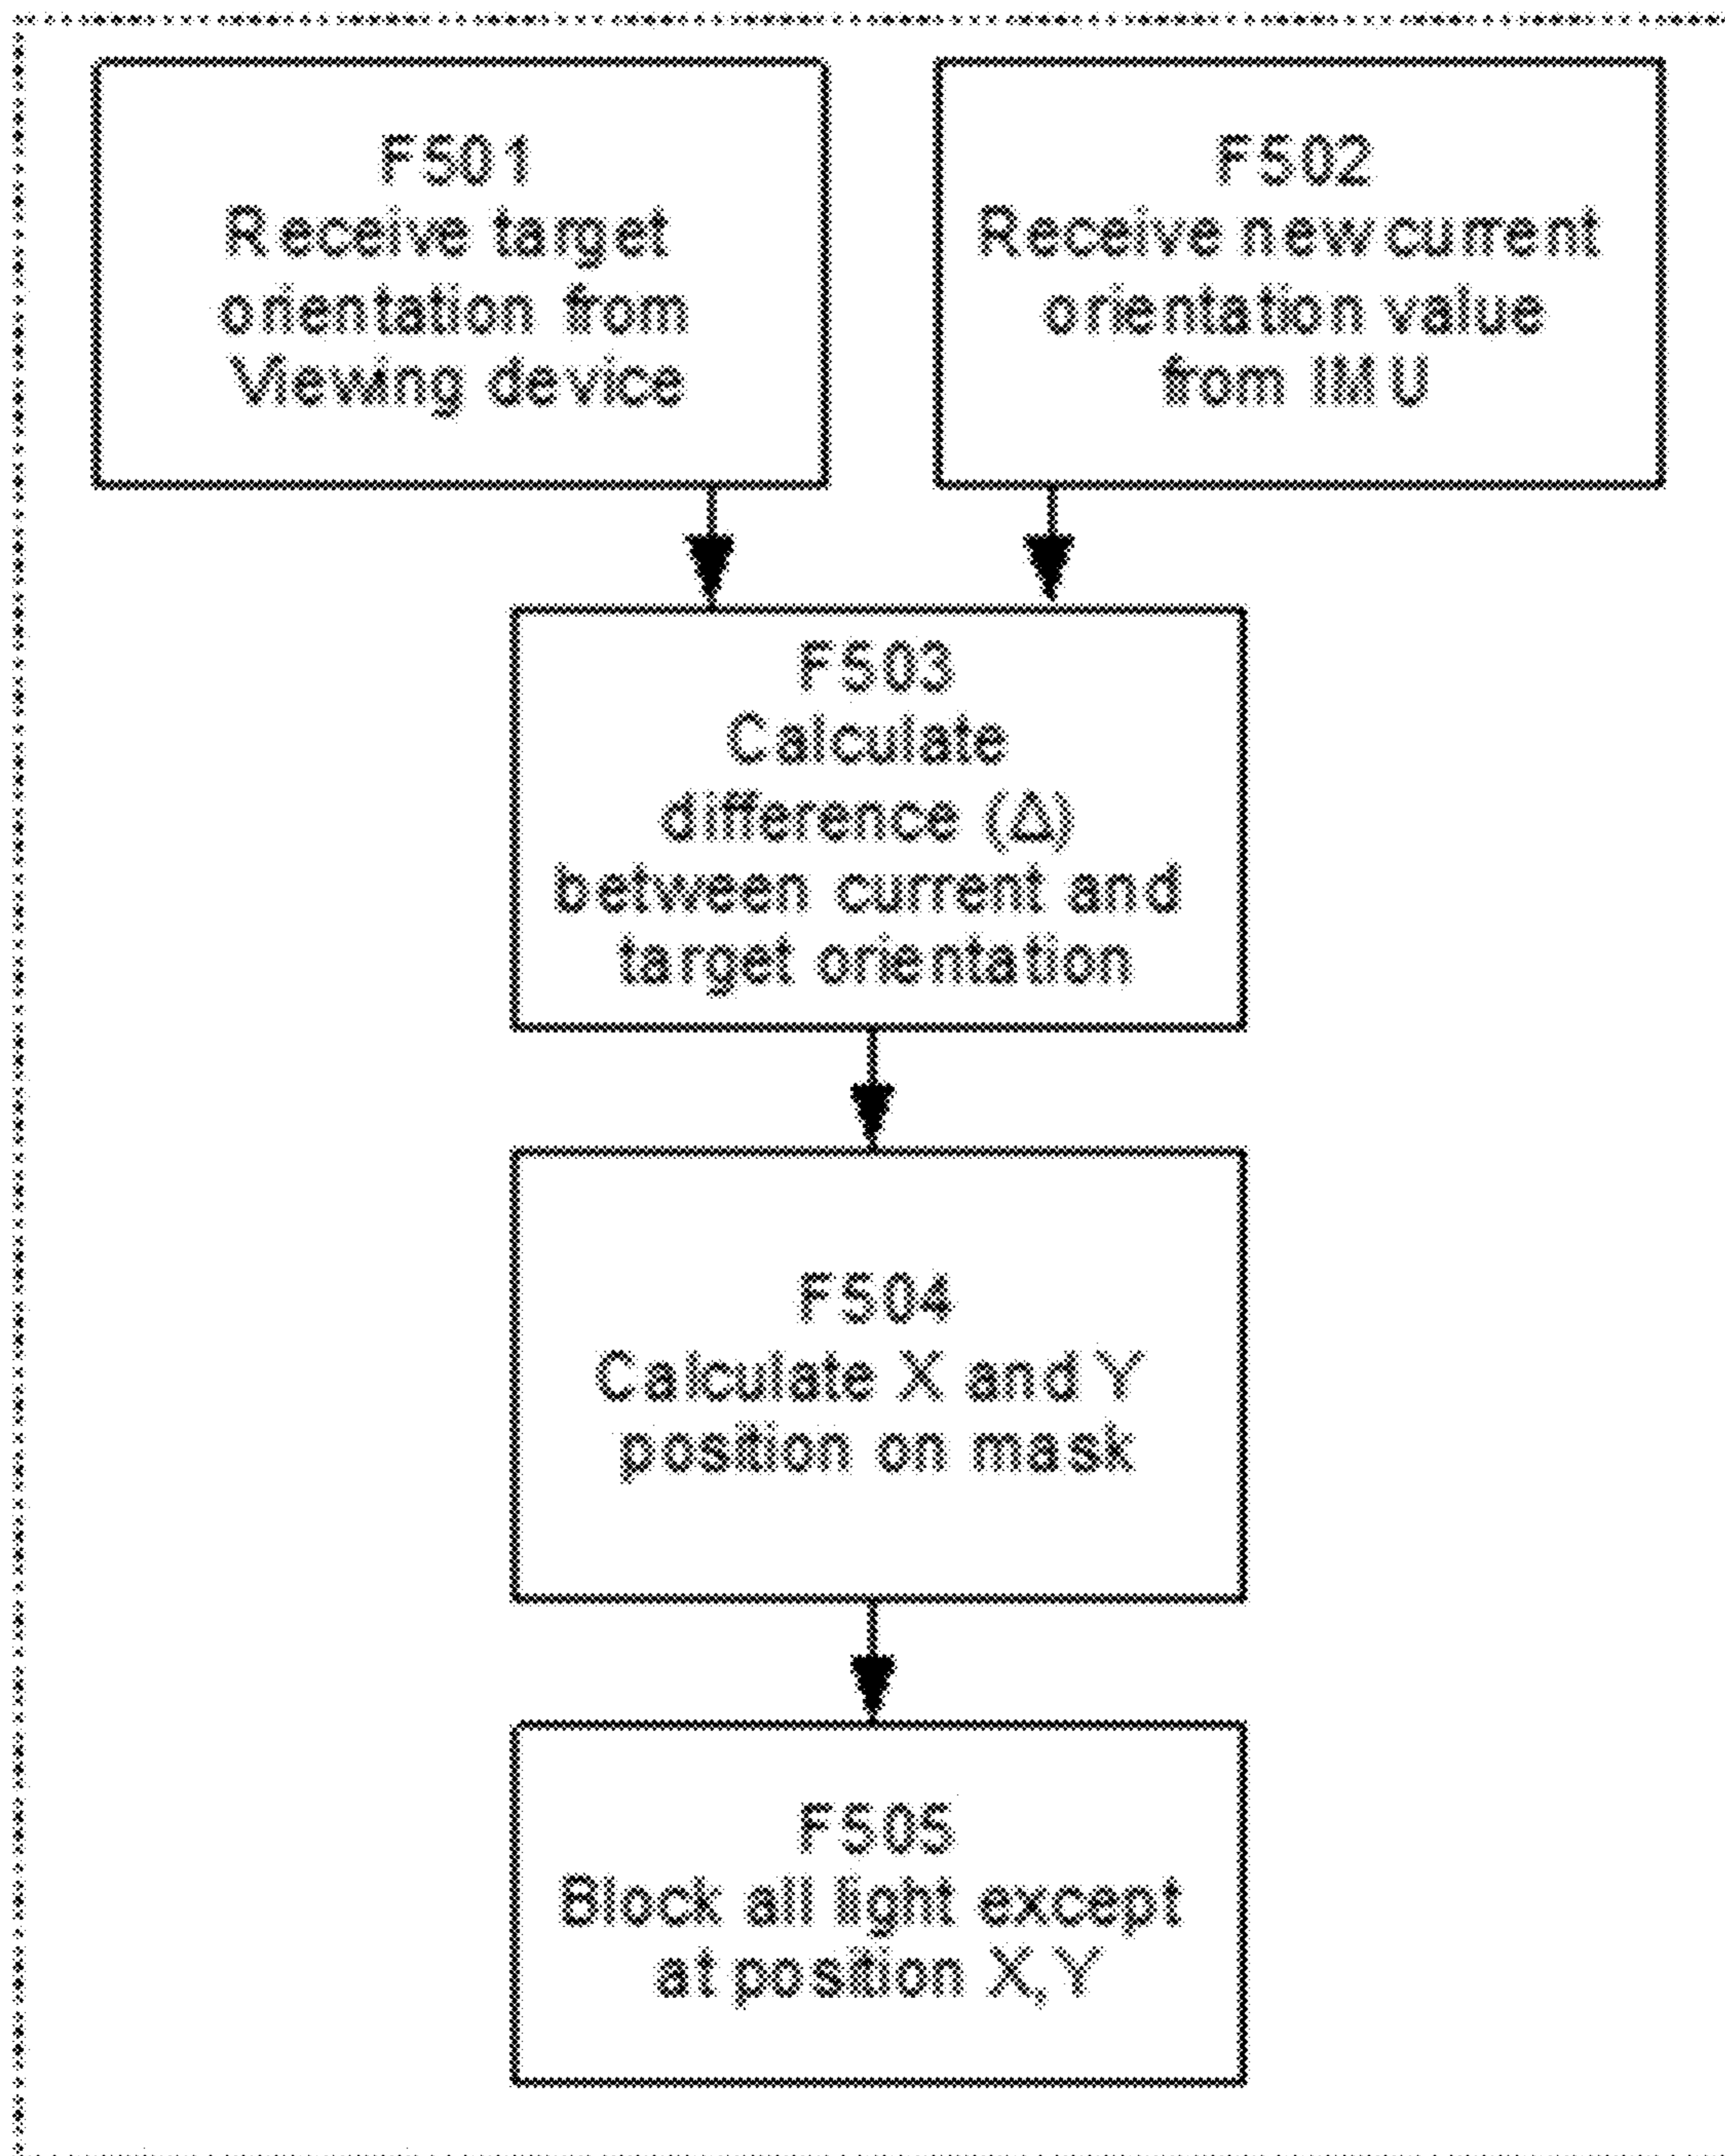 F501
Receive target
orientation from
Viewing device
F502
Receive new current
orientation value
from IMU
F503
Calculate
difference (Δ)
between current and
target orientation
F504
Calculate X and Y
position on mask
F505
Block all light except
at position X,Y